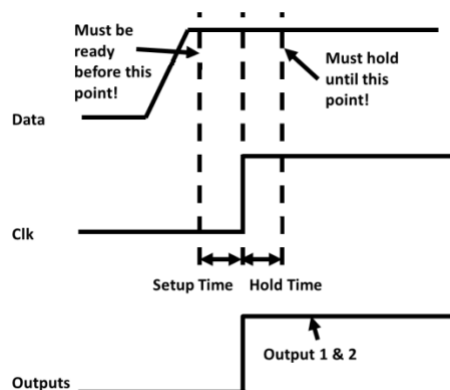 Must be
ready
before this
point!
Must hold
until this
point!
Data
Clk
Setup Time
Hold Time
Output 1 & 2
Outputs